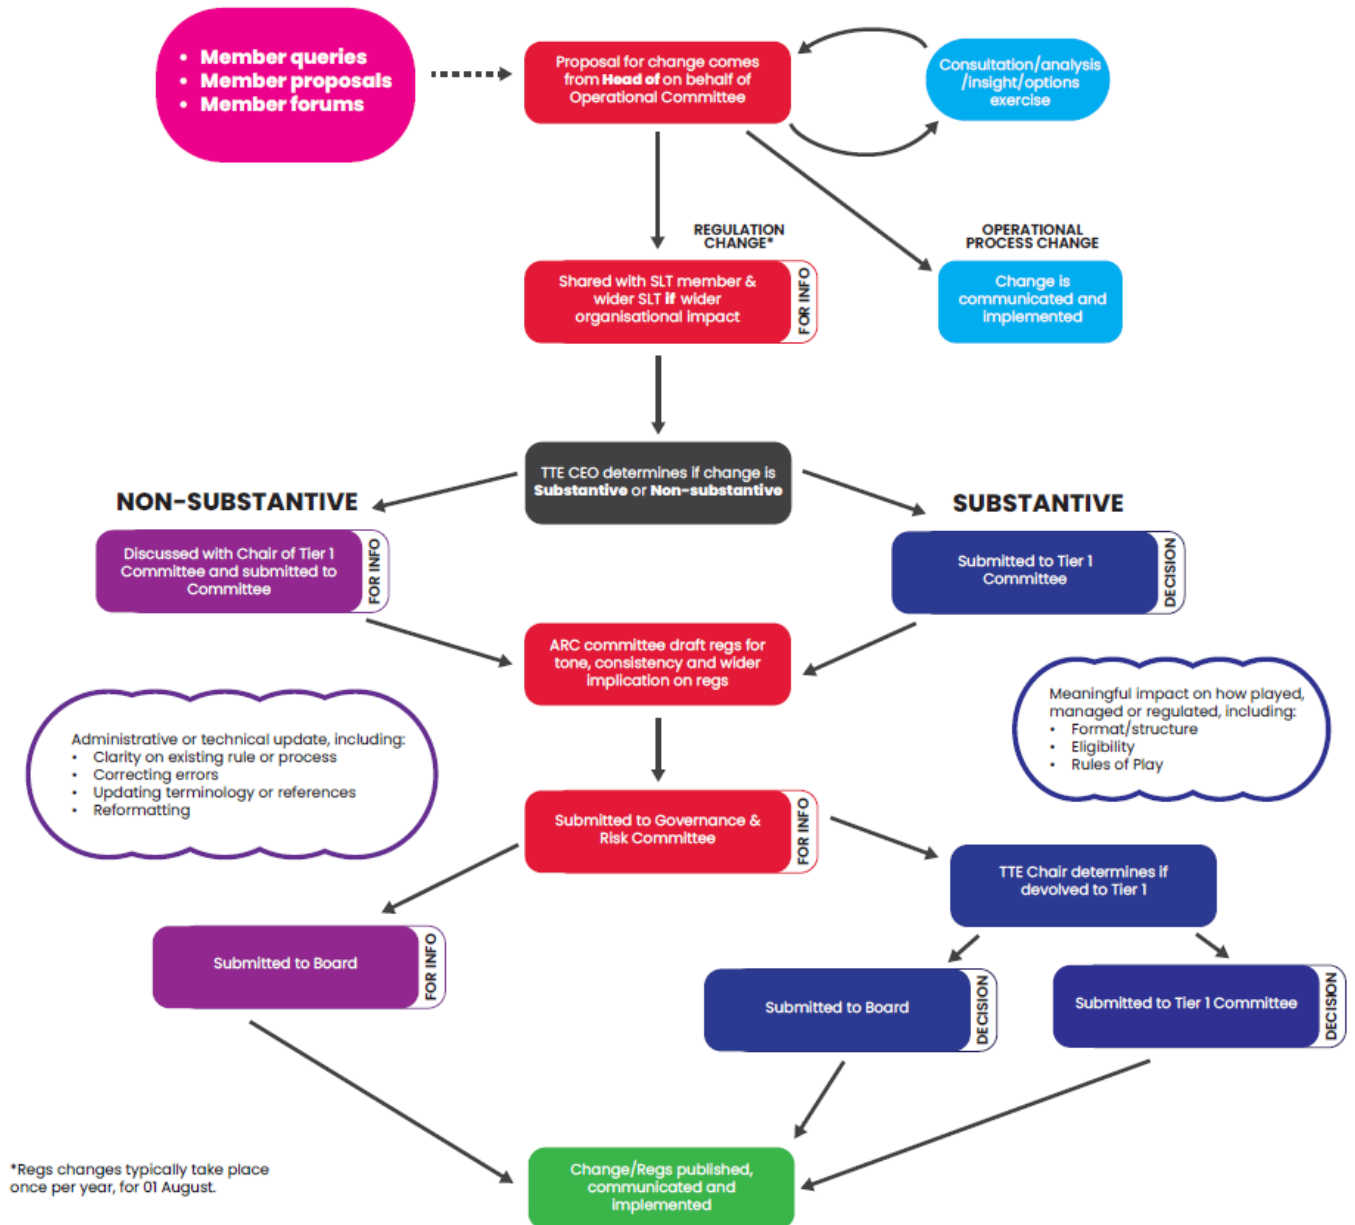 • Member queries
• Member proposals
• Member forums
Proposal for change comes
from Head of on behalf of
Operational Committee
Consultation/analysis
/insight/options
exercise
REGULATION
CHANGE*
OPERATIONAL
PROCESS CHANGE
Shared with SLT member &
wider SLT if wider
organisational impact
FOR INFO
Change is
communicated and
implemented
TTE CEO determines if change is
Substantive or Non-substantive
NON-SUBSTANTIVE
SUBSTANTIVE
Discussed with Chair of Tier 1
Committee and submitted to
Committee
FOR INFO
Submitted to Tier 1
Committee
DECISION
ARC committee draft regs for
tone, consistency and wider
implication on regs
Administrative or technical update, including:
• Clarity on existing rule or process
• Correcting errors
• Updating terminology or references
• Reformatting
Meaningful impact on how played,
managed or regulated, including:
• Format/structure
• Eligibility
• Rules of Play
Submitted to Governance &
Risk Committee
FOR INFO
TTE Chair determines if
devolved to Tier 1
Submitted to Board
FOR INFO
Submitted to Board
DECISION
Submitted to Tier 1 Committee
DECISION
*Regs changes typically take place
once per year, for 01 August.
Change/Regs published,
communicated and
implemented